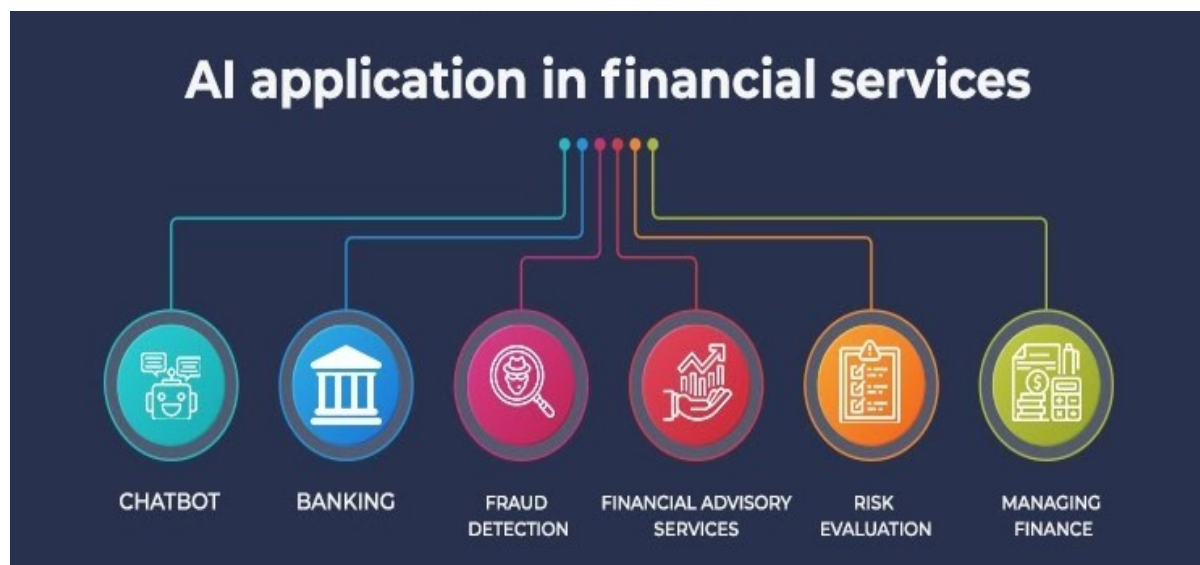 AI application in financial services
CHATBOT
BANKING
FRAUD
DETECTION
FINANCIAL ADVISORY
SERVICES
RISK
EVALUATION
MANAGING
FINANCE